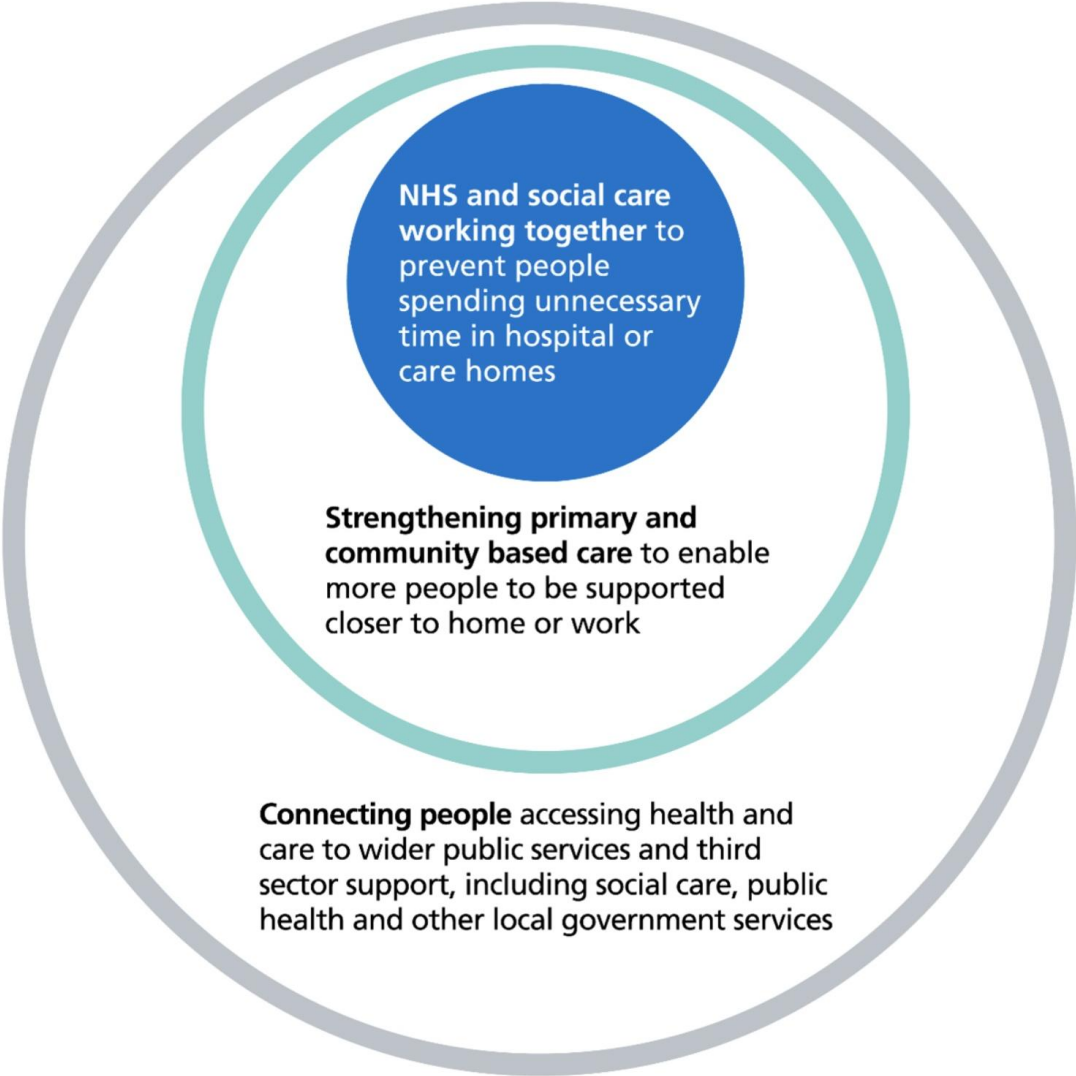 NHS and social care
working together to
prevent people
spending unnecessary
time in hospital or
care homes
Strengthening primary and
community based care to enable
more people to be supported
closer to home or work
Connecting people accessing health and
care to wider public services and third
sector support, including social care, public
health and other local government services